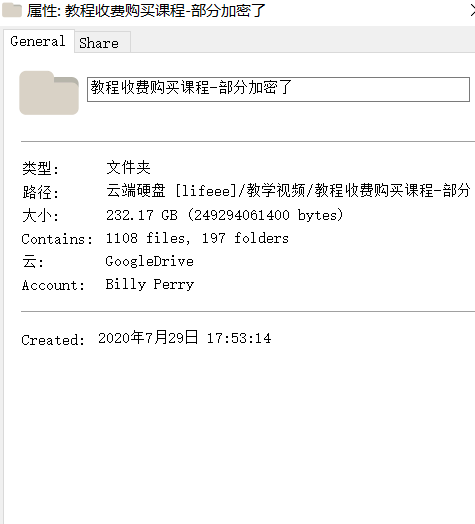 属性: 教程收费购买课程-部分加密了
General Share
教程收费购买课程-部分加密了
类型: 文件夹
路径: 云端硬盘 [lifeee]/教学视频/教程收费购买课程-部分
大小: 232.17 GB (249294061400 bytes)
Contains: 1108 files, 197 folders
云: GoogleDrive
Account: Billy Perry
Created: 2020年7月29日 17:53:14